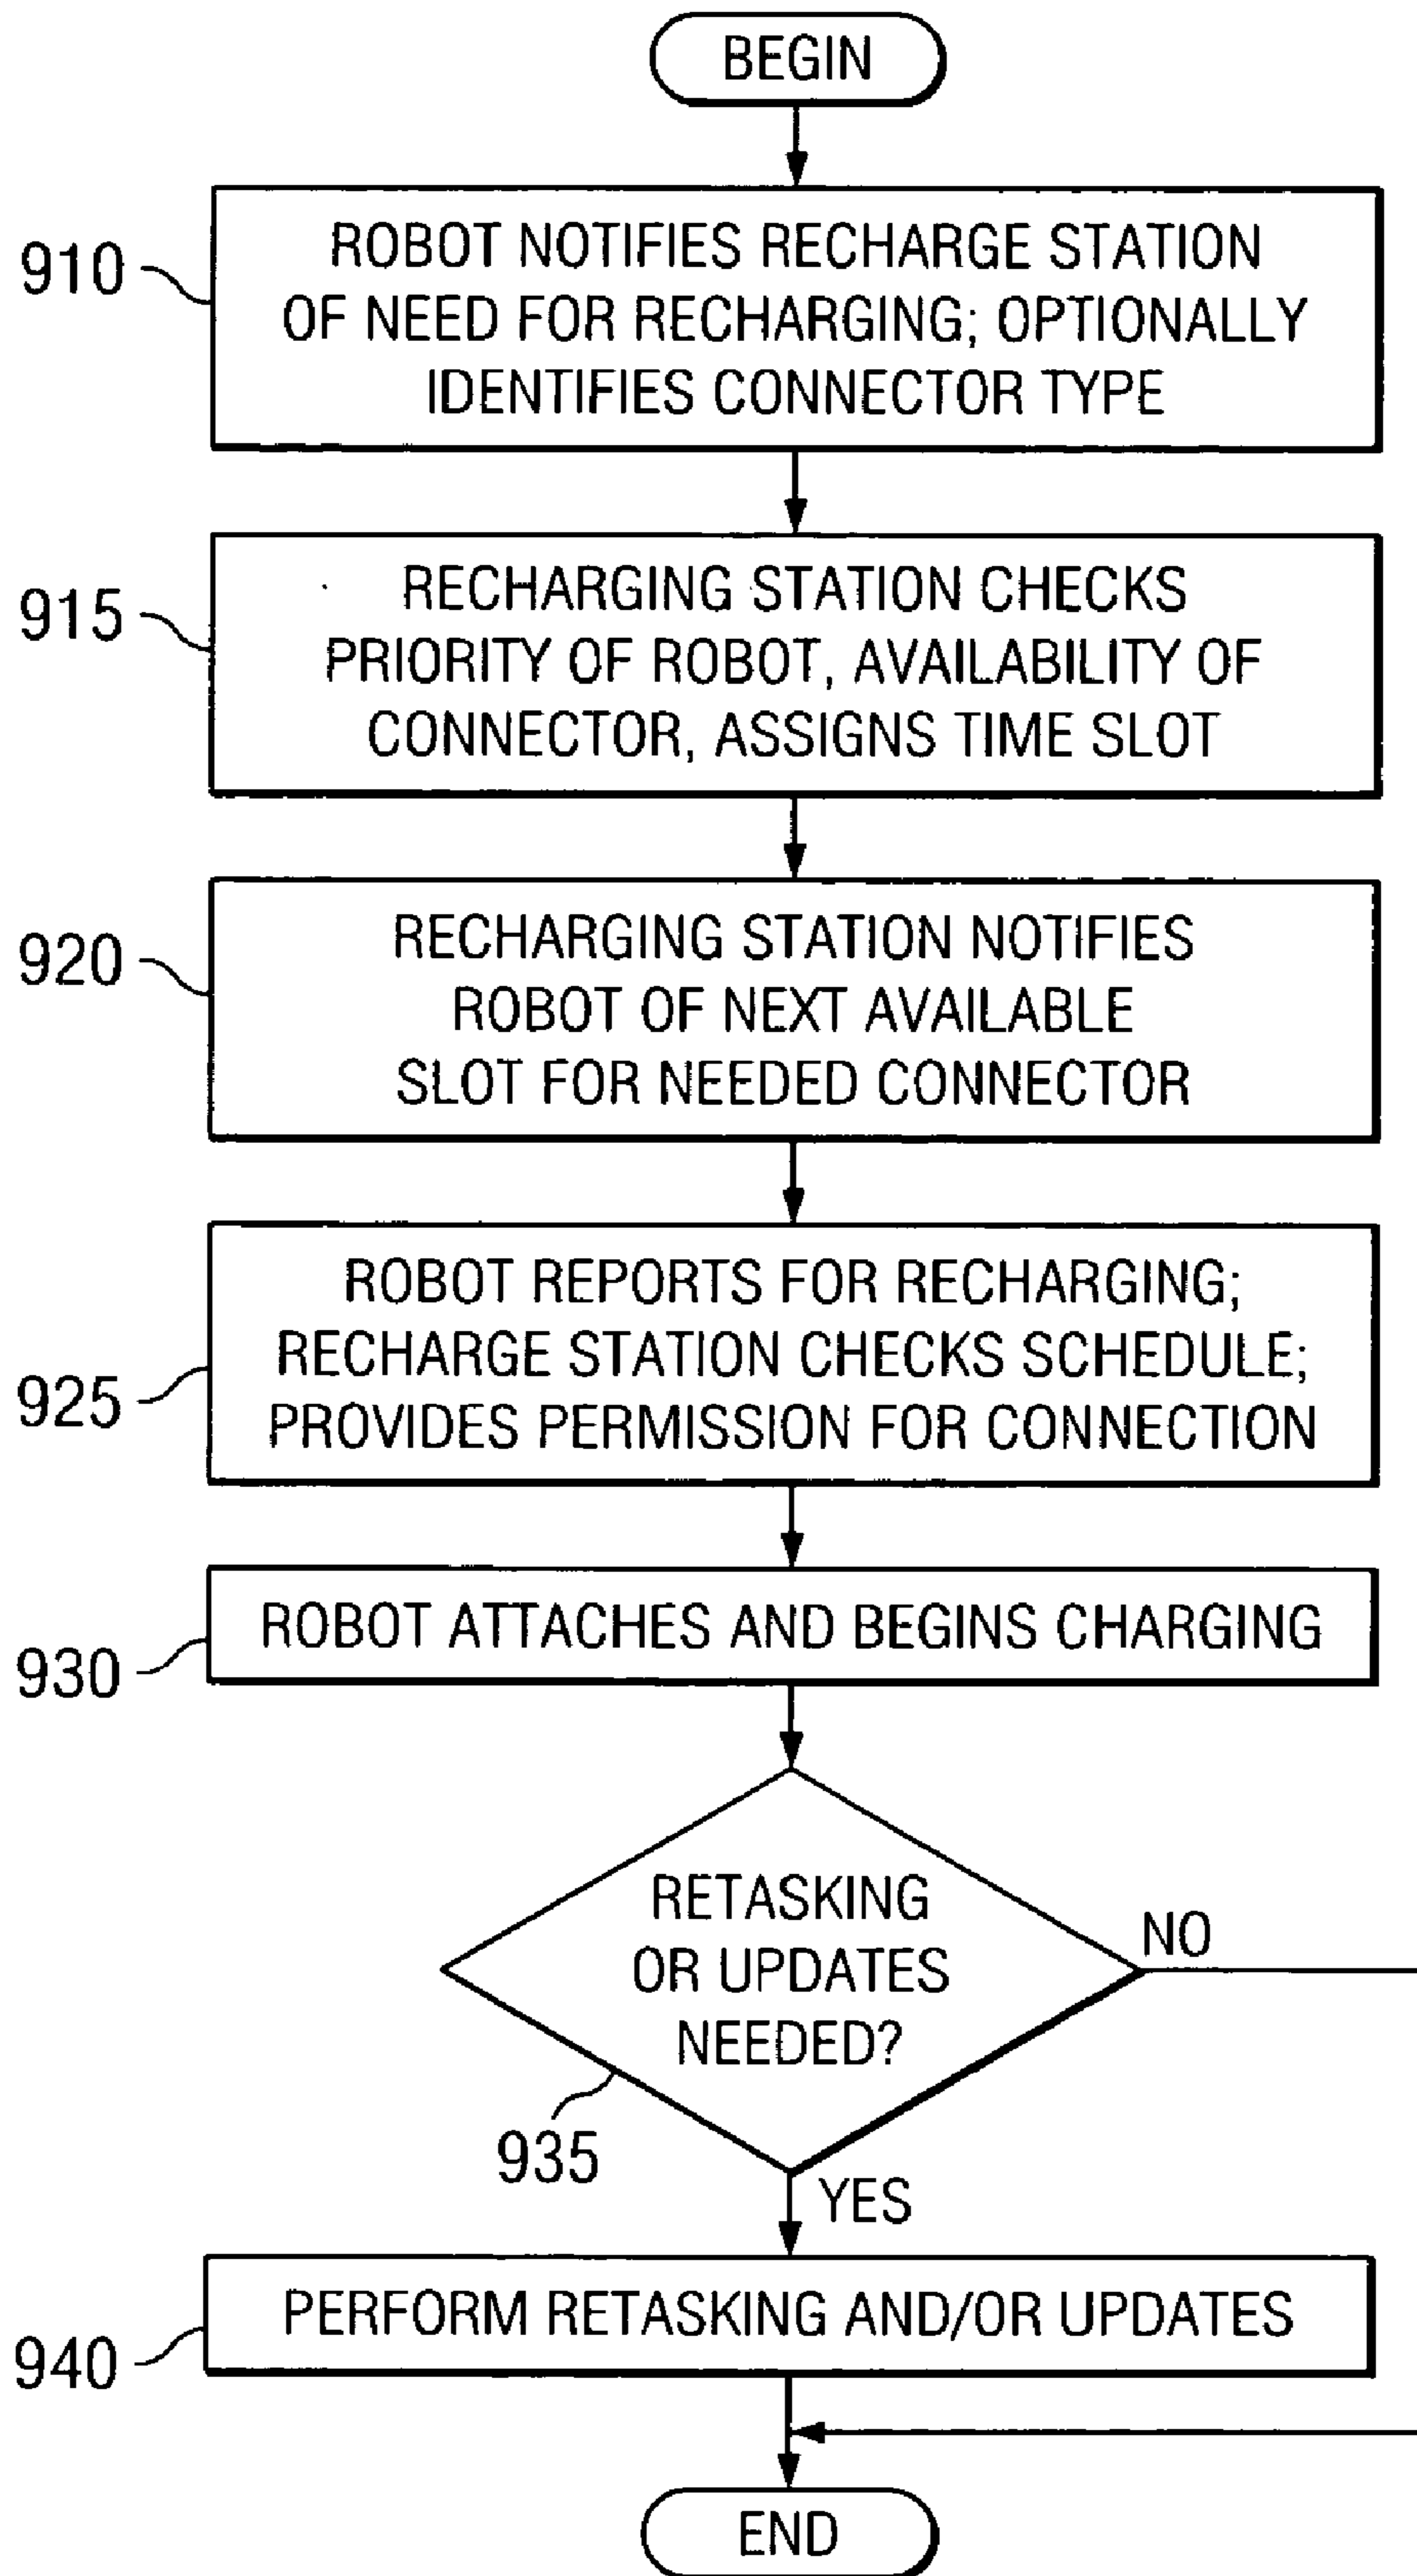 BEGIN
910
ROBOT NOTIFIES RECHARGE STATION
OF NEED FOR RECHARGING; OPTIONALLY
IDENTIFIES CONNECTOR TYPE
915
RECHARGING STATION CHECKS
PRIORITY OF ROBOT, AVAILABILITY OF
CONNECTOR, ASSIGNS TIME SLOT
920
RECHARGING STATION NOTIFIES
ROBOT OF NEXT AVAILABLE
SLOT FOR NEEDED CONNECTOR
925
ROBOT REPORTS FOR RECHARGING;
RECHARGE STATION CHECKS SCHEDULE;
PROVIDES PERMISSION FOR CONNECTION
930
ROBOT ATTACHES AND BEGINS CHARGING
RETASKING
OR UPDATES
NEEDED?
NO
935
YES
940
PERFORM RETASKING AND/OR UPDATES
END